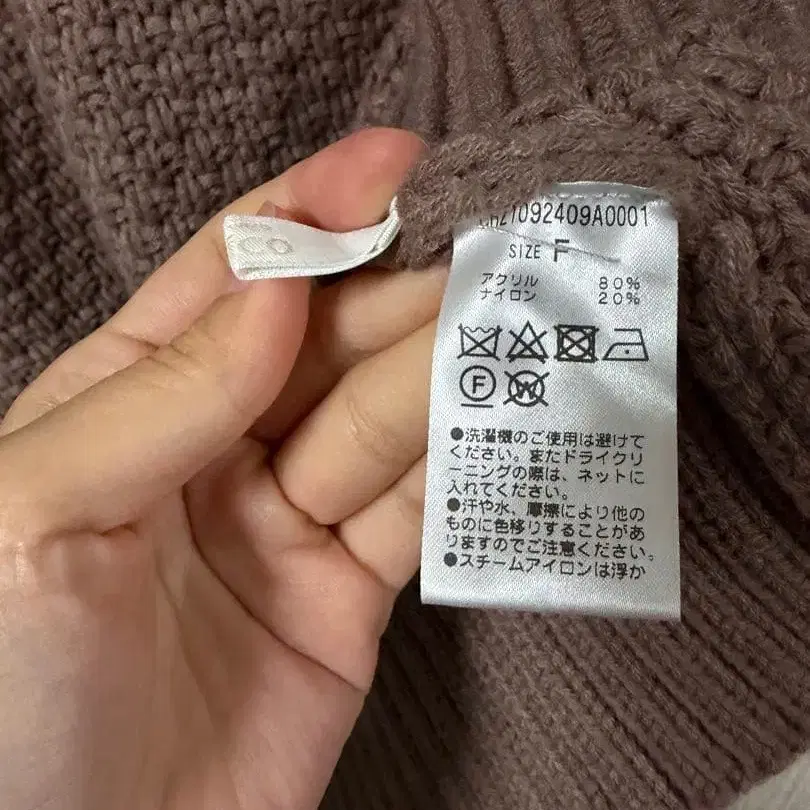 Co
1092409A0001
SIZE F
アクリル 80%
ナイロン 20%
F
W
●洗濯機のご使用は避けて
ください。またドライクリ
ーニングの際は、ネットに
入れてください。
●汗や水、摩擦により他の
ものに色移りすることがあ
りますのでご注意ください。
●スチームアイロンは浮か